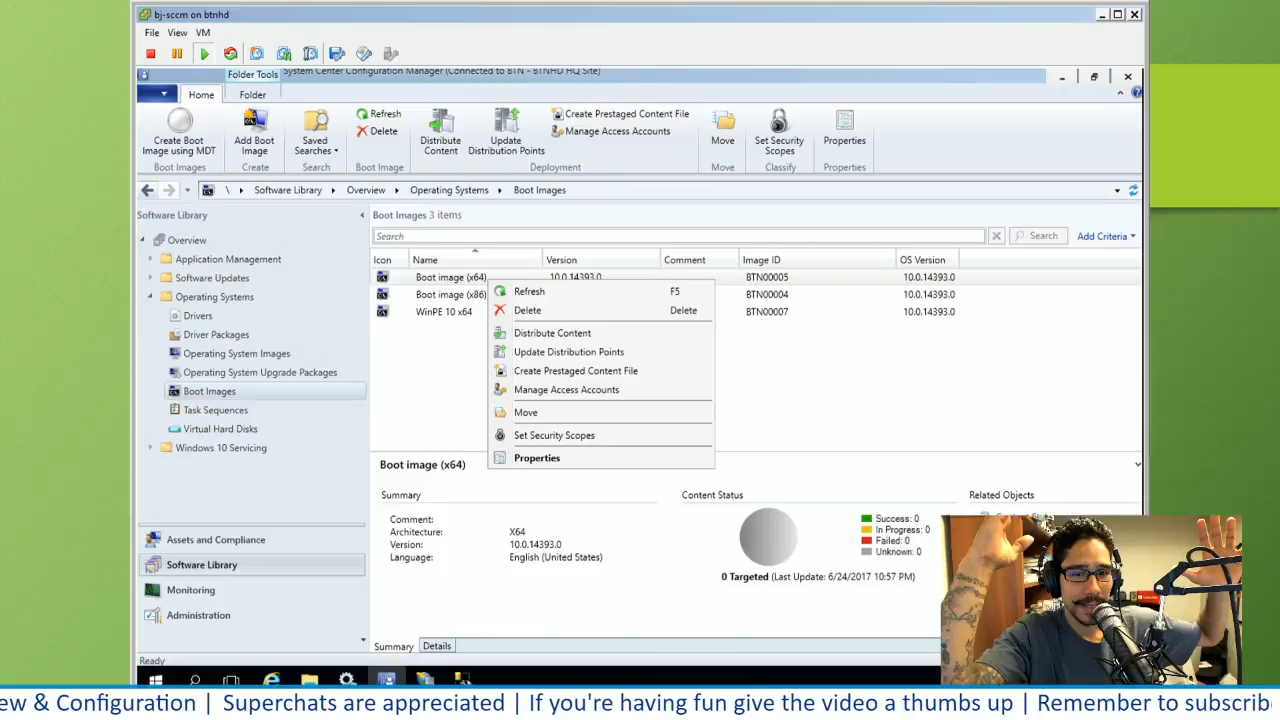 bj-sccm on btnhd
File View VM
System Center Configuration Manager (Connected to BTN - BTNHD HQ Site)
Folder Tools
Home Folder
Create Boot Image using MDT
Add Boot Image
Saved Searches
Refresh
Delete
Distribute Content
Update Distribution Points
Create Prestaged Content File
Manage Access Accounts
Move
Set Security Scopes
Properties
Boot Images Create Search Boot Image Deployment Move Classify Properties
\ Software Library Overview Operating Systems Boot Images
Software Library
Overview
Application Management
Software Updates
Operating Systems
Drivers
Driver Packages
Operating System Images
Operating System Upgrade Packages
Boot Images
Task Sequences
Virtual Hard Disks
Windows 10 Servicing
Assets and Compliance
Software Library
Monitoring
Administration
Boot Images 3 items
Search Search Add Criteria
Icon Name Version Comment Image ID OS Version
Boot image (x64) 10.0.14393.0 BTN00005 10.0.14393.0
Boot image (x86) BTN00004 10.0.14393.0
WinPE 10 x64 BTN00007 10.0.14393.0
Refresh F5
Delete Delete
Distribute Content
Update Distribution Points
Create Prestaged Content File
Manage Access Accounts
Move
Set Security Scopes
Properties
Boot image (x64)
Summary
Comment:
Architecture: X64
Version: 10.0.14393.0
Language: English (United States)
Content Status
Success: 0
In Progress: 0
Failed: 0
Unknown: 0
0 Targeted (Last Update: 6/24/2017 10:57 PM)
Related Objects
Summary Details
Ready
ew & Configuration | Superchats are appreciated | If you're having fun give the video a thumbs up | Remember to subscrib